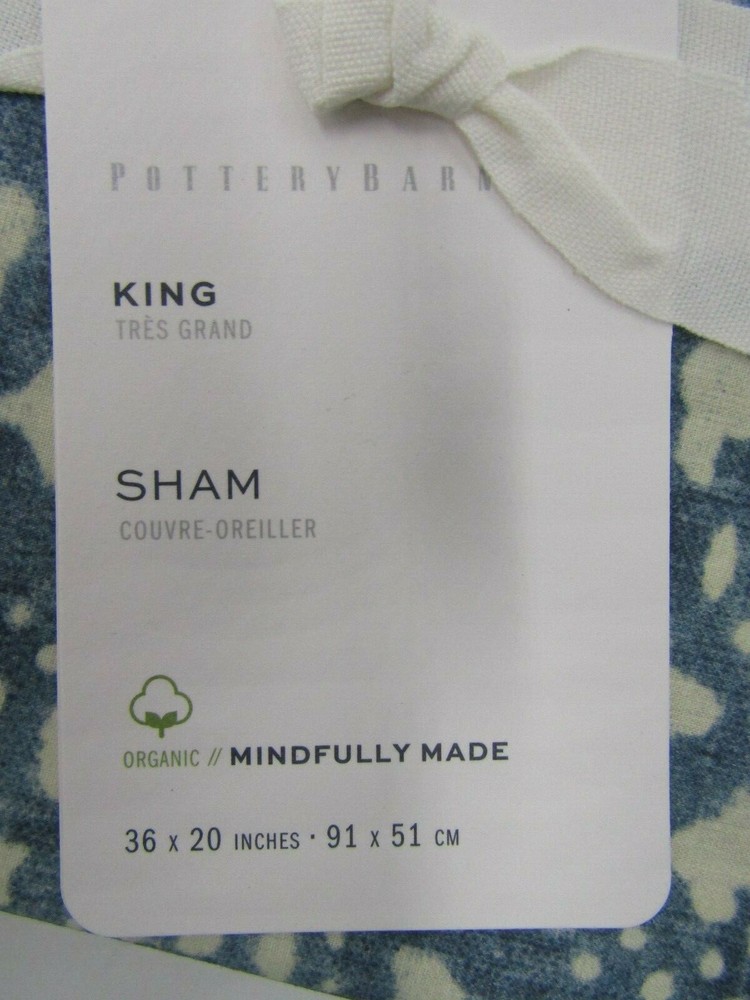 POTTERYBARN
KING
TRÈS GRAND
SHAM
COUVRE-OREILLER
ORGANIC // MINDFULLY MADE
36 x 20 INCHES · 91 x 51 CM